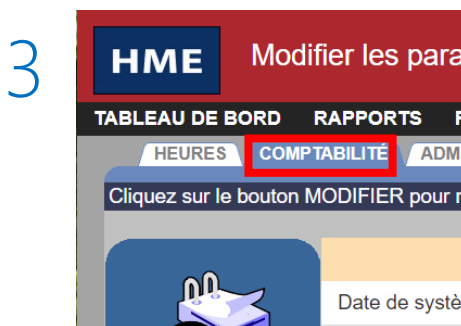 3
HME Modifier les para
TABLEAU DE BORD RAPPORTS
HEURES COMPTABILITÉ ADM
Cliquez sur le bouton MODIFIER pour
Date de systè